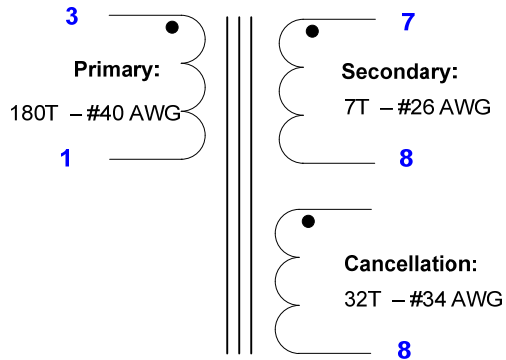 3
Primary:
180T – #40 AWG
1
7
Secondary:
7T – #26 AWG
8
Cancellation:
32T – #34 AWG
8